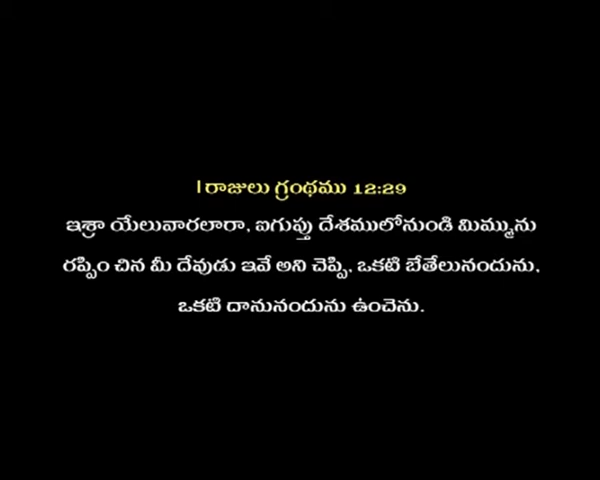 I రాజులు గ్రంథము 12:29
ఇశ్రా యేలువారలారా, ఐగుప్తు దేశములోనుండి మిమ్మును
రప్పిం చిన మీ దేవుడు ఇవే అని చెప్పి, ఒకటి బేతేలునందును,
ఒకటి దానునందును ఉంచెను.